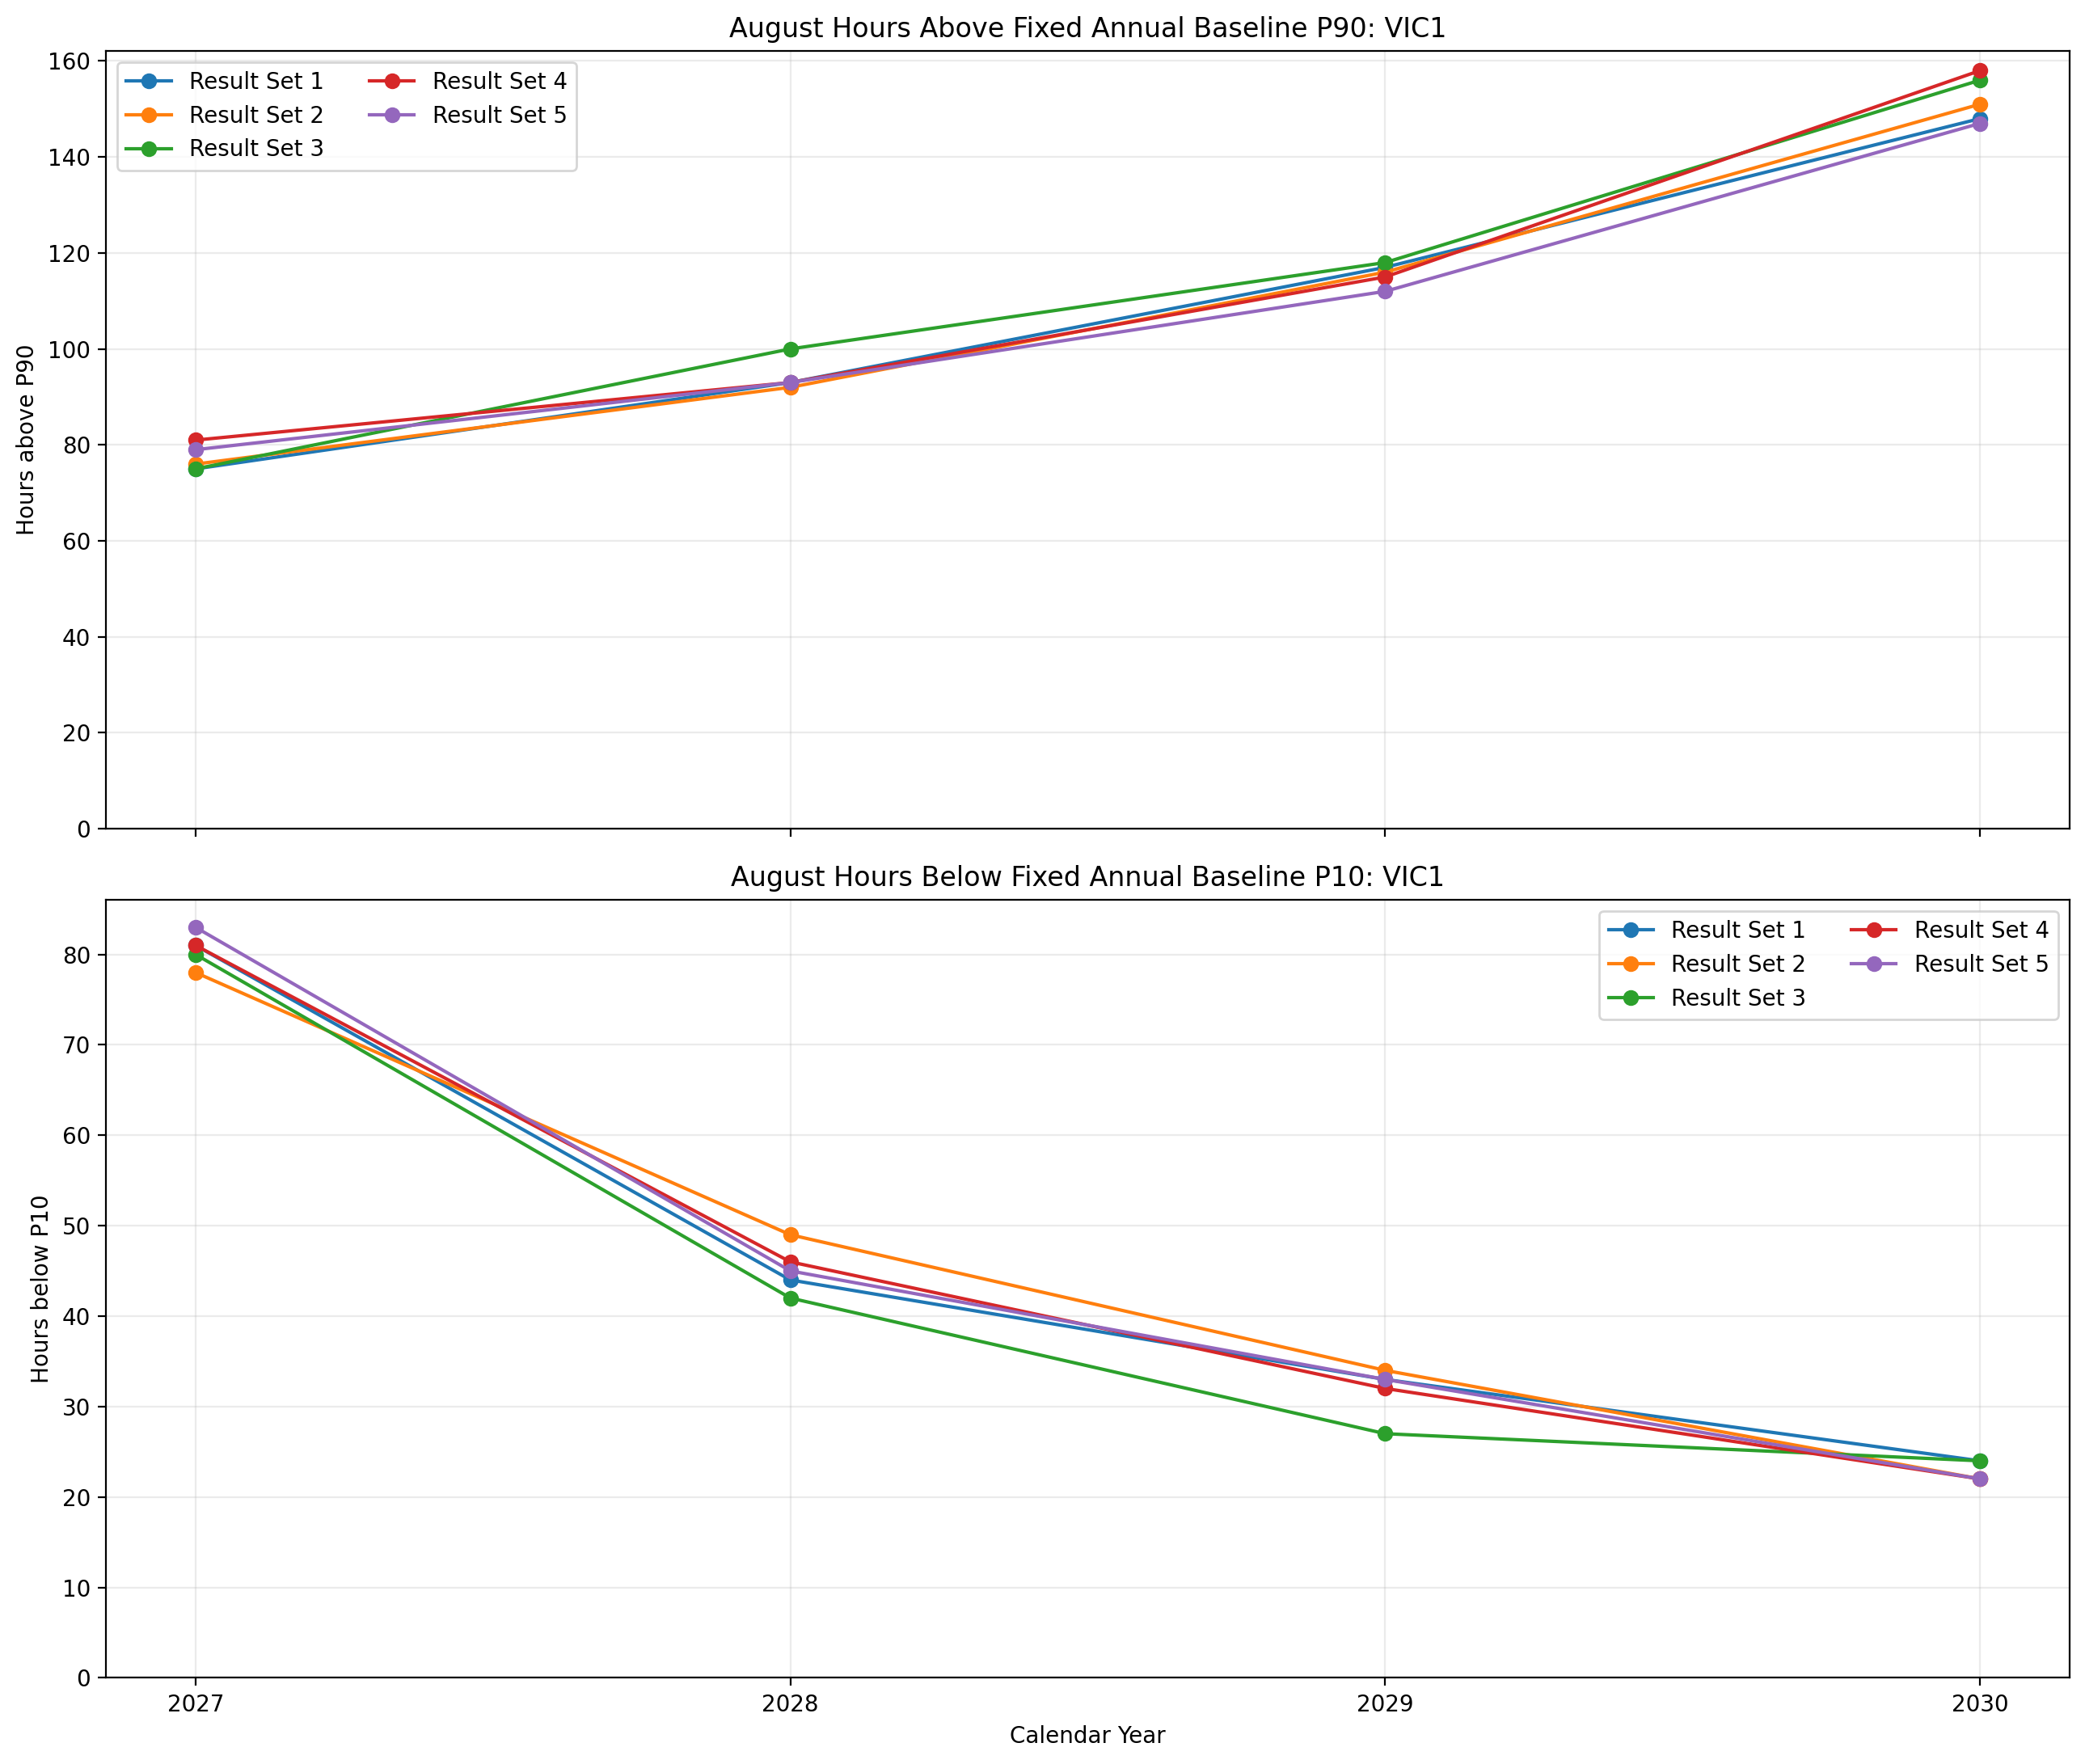 August Hours Above Fixed Annual Baseline P90: VIC1
160
140
120
100
80
60
40
20
0
Hours above P90
Result Set 1
Result Set 2
Result Set 3
Result Set 4
Result Set 5
August Hours Below Fixed Annual Baseline P10: VIC1
80
70
60
50
40
30
20
10
0
Hours below P10
Result Set 1
Result Set 2
Result Set 3
Result Set 4
Result Set 5
2027
2028
2029
2030
Calendar Year